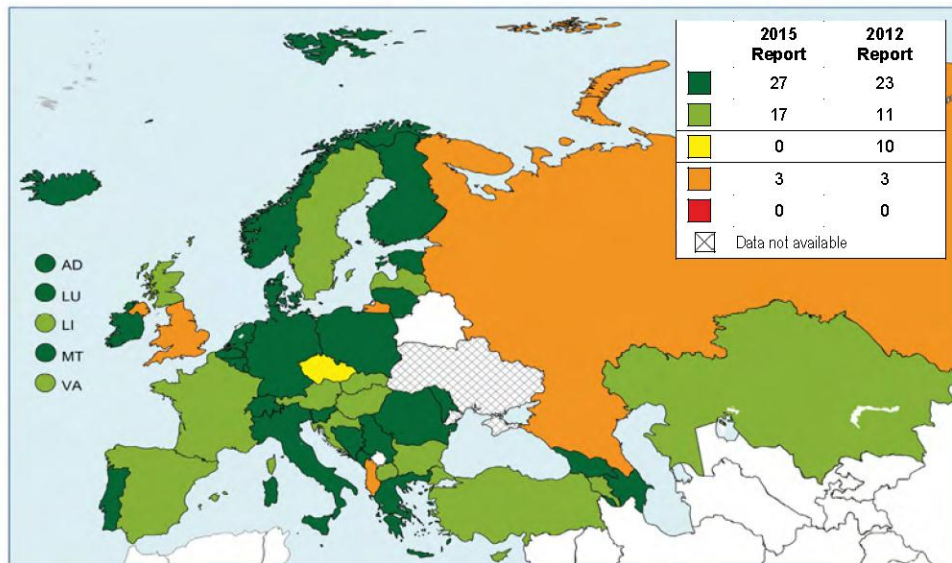 2015 2012
Report Report
27 23
17 11
0 10
3 3
0 0
Data not available
AD
LU
LI
MT
VA